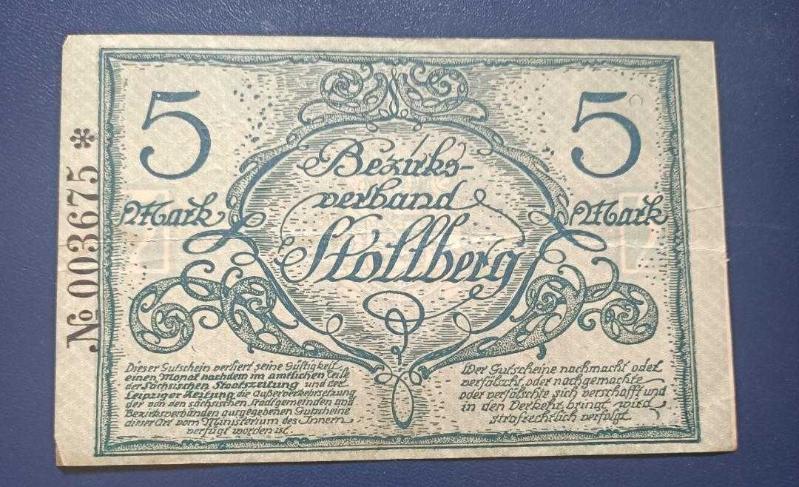 5
5
Mark
Mark
Bezirks-
verband
Stollberg
№ 003675 *
Dieser Gutschein verliert seine Gültigkeit
einen Monat nachdem im amtlichen Teile
der Sächsischen Staatszeitung und der
Leipziger Zeitung die Außerverkehrsetzung
der von den sächsischen Stadtgemeinden und
Bezirksverbänden ausgegebenen Gutscheine
dieser Art vom Ministerium des Innern
verfügt worden ist.
Wer Gutscheine nachmacht oder
verfälscht, oder nachgemachte
oder verfälschte sich verschafft und
in den Verkehr bringt, wird
strafrechtlich verfolgt.